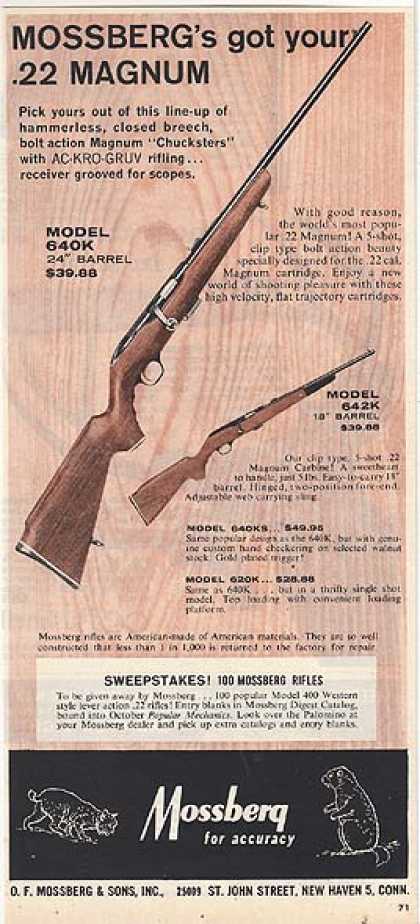 MOSSBERG's got your
.22 MAGNUM
Pick yours out of this line-up of
hammerless, closed breech,
bolt action Magnum "Chucksters"
with AC-KRO-GRUV rifling...
receiver grooved for scopes.
MODEL
640K
24" BARREL
$39.88
With good reason,
the world's most popu-
lar .22 Magnum! A 5-shot,
clip type bolt action beauty
specially designed for the .22 cal.
Magnum cartridge. Enjoy a new
world of shooting pleasure with these
high velocity, flat trajectory cartridges.
MODEL
642K
18" BARREL
$39.88
Our clip type, 5-shot .22
Magnum Carbine! A sweetheart
to handle, just 5 lbs. Easy-to-carry 18"
barrel. Hinged, two-position fore-end.
Adjustable web carrying sling.
MODEL 640KS... $49.95
Same popular design as the 640K, but with genu-
ine custom hand checkering on selected walnut
stock. Gold plated trigger!
MODEL 620K... $28.88
Same as 640K . . . but in a thrifty single shot
model. Top loading with convenient loading
platform.
Mossberg rifles are American-made of American materials. They are so well
constructed that less than 1 in 1,000 is returned to the factory for repair.
SWEEPSTAKES! 100 MOSSBERG RIFLES
To be given away by Mossberg . . . 100 popular Model 400 Western
style lever action .22 rifles! Entry blanks in Mossberg Digest Catalog,
bound into October Popular Mechanics. Look over the Palomino at
your Mossberg dealer and pick up extra catalogs and entry blanks.
Mossberg
for accuracy
O. F. MOSSBERG & SONS, INC., 25009 ST. JOHN STREET, NEW HAVEN 5, CONN.
71